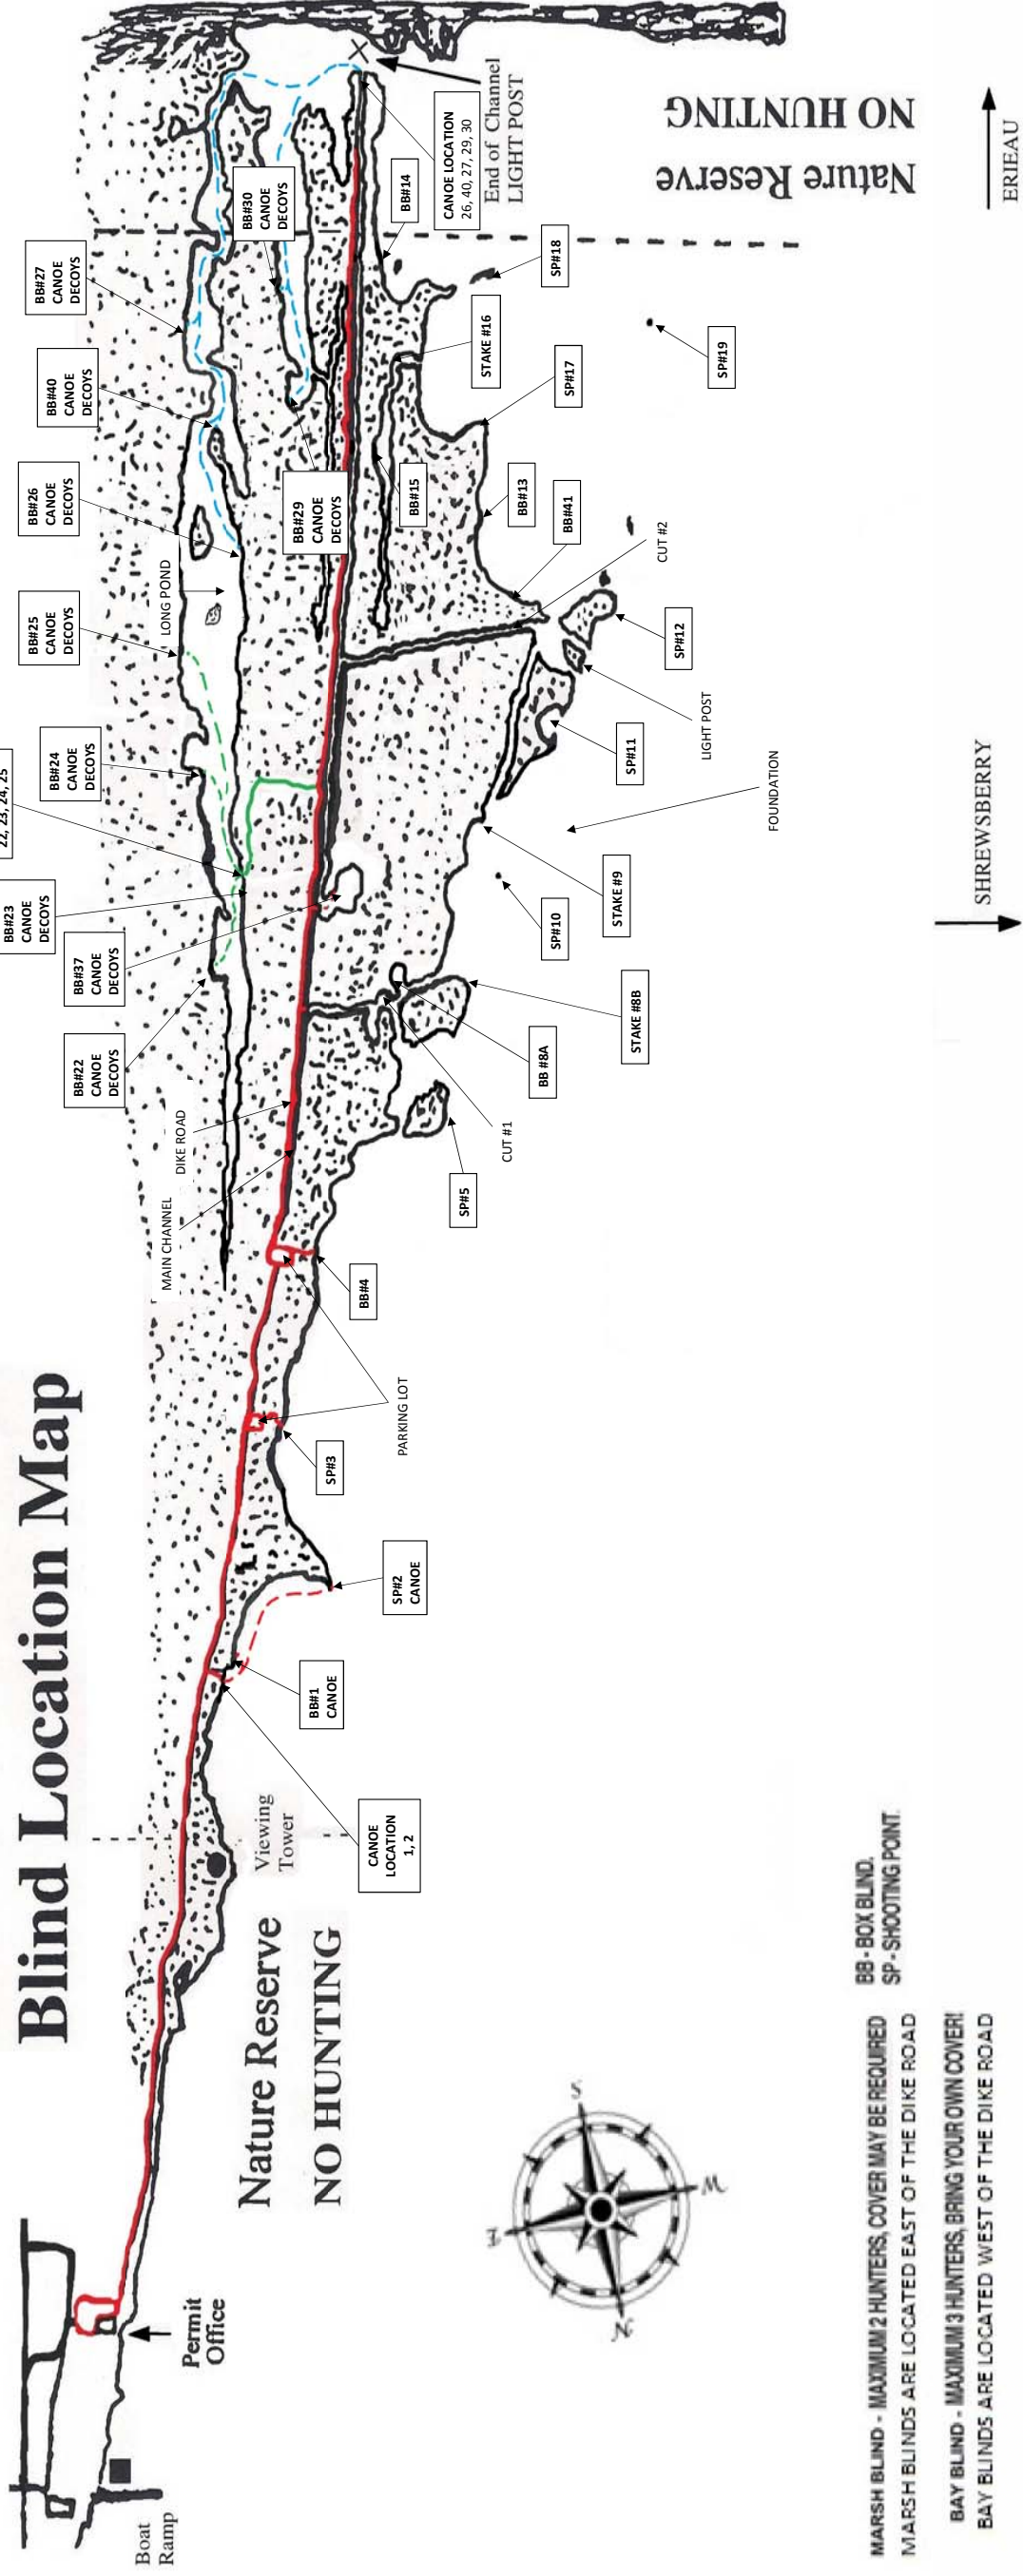 Blind Location Map
Boat
Ramp
Permit
Office
Nature Reserve
NO HUNTING
Viewing
Tower
CANOE
LOCATION
1, 2
BB#1
CANOE
SP#2
CANOE
SP#3
PARKING LOT
BB#4
MAIN CHANNEL
DIKE ROAD
SP#5
CUT #1
BB #8A
STAKE #8B
BB#22
CANOE
DECOYS
BB#37
CANOE
DECOYS
BB#23
CANOE
DECOYS
22, 23, 24, 25
BB#24
CANOE
DECOYS
SP#10
STAKE #9
FOUNDATION
SP#11
LIGHT POST
SP#12
BB#25
CANOE
DECOYS
LONG POND
BB#26
CANOE
DECOYS
CUT #2
BB#41
BB#13
BB#29
CANOE
DECOYS
BB#15
BB#40
CANOE
DECOYS
SP#17
STAKE #16
SP#19
BB#27
CANOE
DECOYS
BB#30
CANOE
DECOYS
SP#18
BB#14
CANOE LOCATION
26, 40, 27, 29, 30
End of Channel
LIGHT POST
Nature Reserve
NO HUNTING
ERIEAU
SHREWSBERRY
N
S
M
MARSH BLIND - MAXIMUM 2 HUNTERS, COVER MAY BE REQUIRED
MARSH BLINDS ARE LOCATED EAST OF THE DIKE ROAD
BAY BLIND - MAXIMUM 3 HUNTERS, BRING YOUR OWN COVER!
BAY BLINDS ARE LOCATED WEST OF THE DIKE ROAD
BB - BOX BLIND.
SP - SHOOTING POINT.